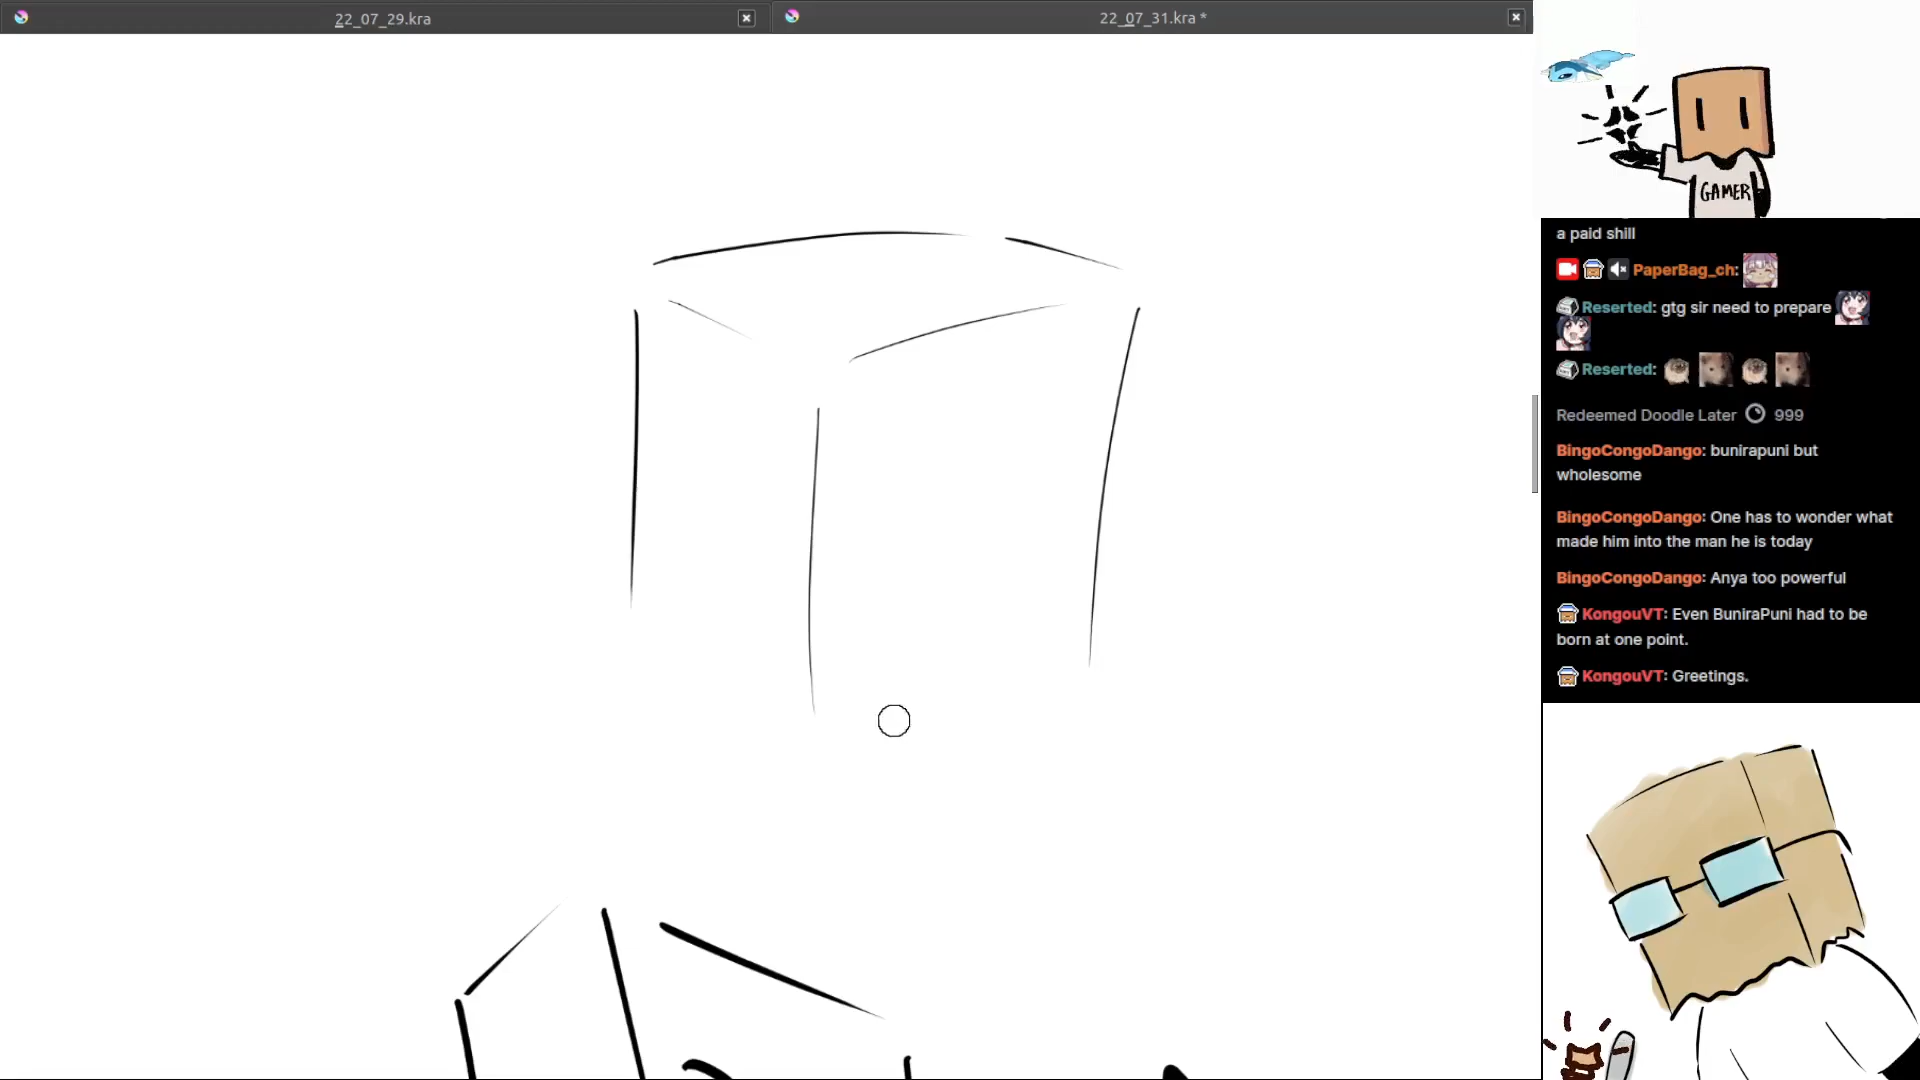 22_07_29.kra
22_07_31.kra *
GAMER
a paid shill
PaperBag_ch:
Reserted: gtg sir need to prepare
Reserted:
Redeemed Doodle Later 999
BingoCongoDango: bunirapuni but
wholesome
BingoCongoDango: One has to wonder what
made him into the man he is today
BingoCongoDango: Anya too powerful
KongouVT: Even BuniraPuni had to be
born at one point.
KongouVT: Greetings.